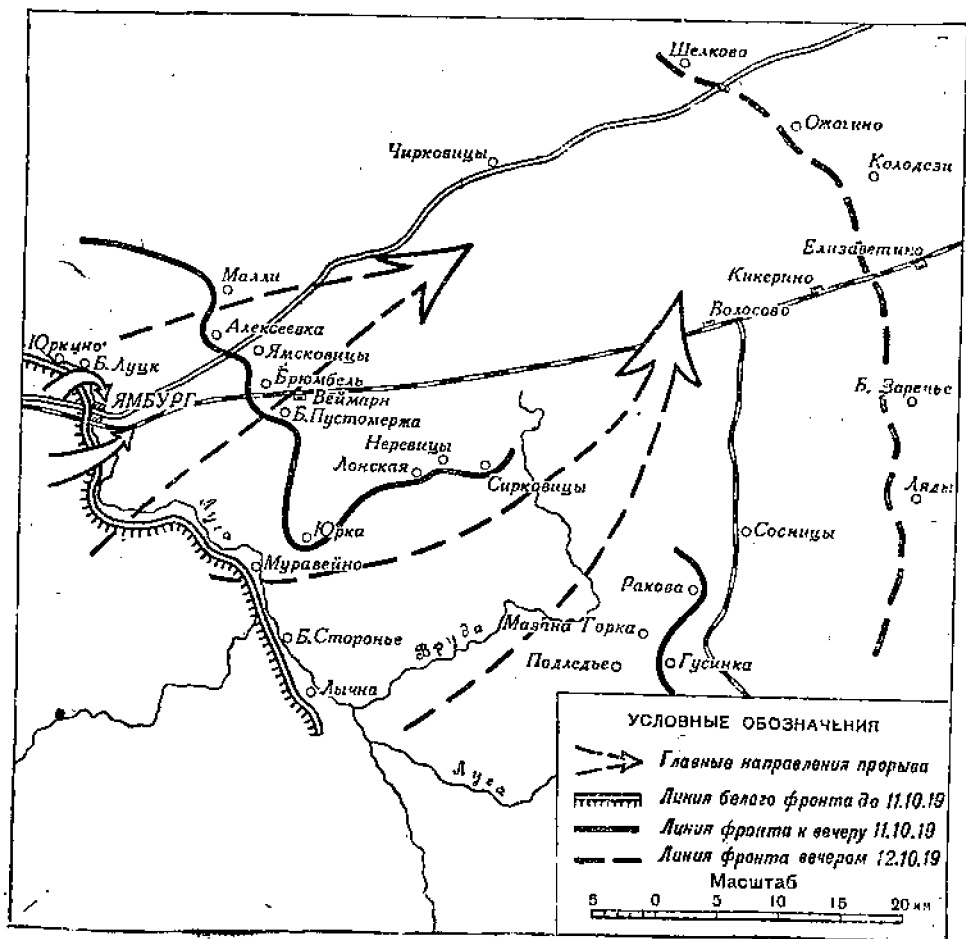 Шелково
Ожогино
Чирковицы
Колодези
Елизаветино
Малли
Кикерино
Волосово
Алексеевка
Юркино
Ямсковицы
Б. Луцк
Брюмбель
ЯМБУРГ
Веймарн
Б. Заречье
Б. Пустомержа
Неревицы
Лонская
Сирковицы
Ляды
Луга
Юрка
Сосницы
Муравейно
Ракова
Мазана Горка
Б. Сторонье
Вруда
Подледье
Гусинка
Лычна
Луга
УСЛОВНЫЕ ОБОЗНАЧЕНИЯ
Главные направления прорыва
Линия белого фронта до 11.10.19
Линия фронта к вечеру 11.10.19
Линия фронта вечером 12.10.19
Масштаб
5 0 5 10 15 20 км